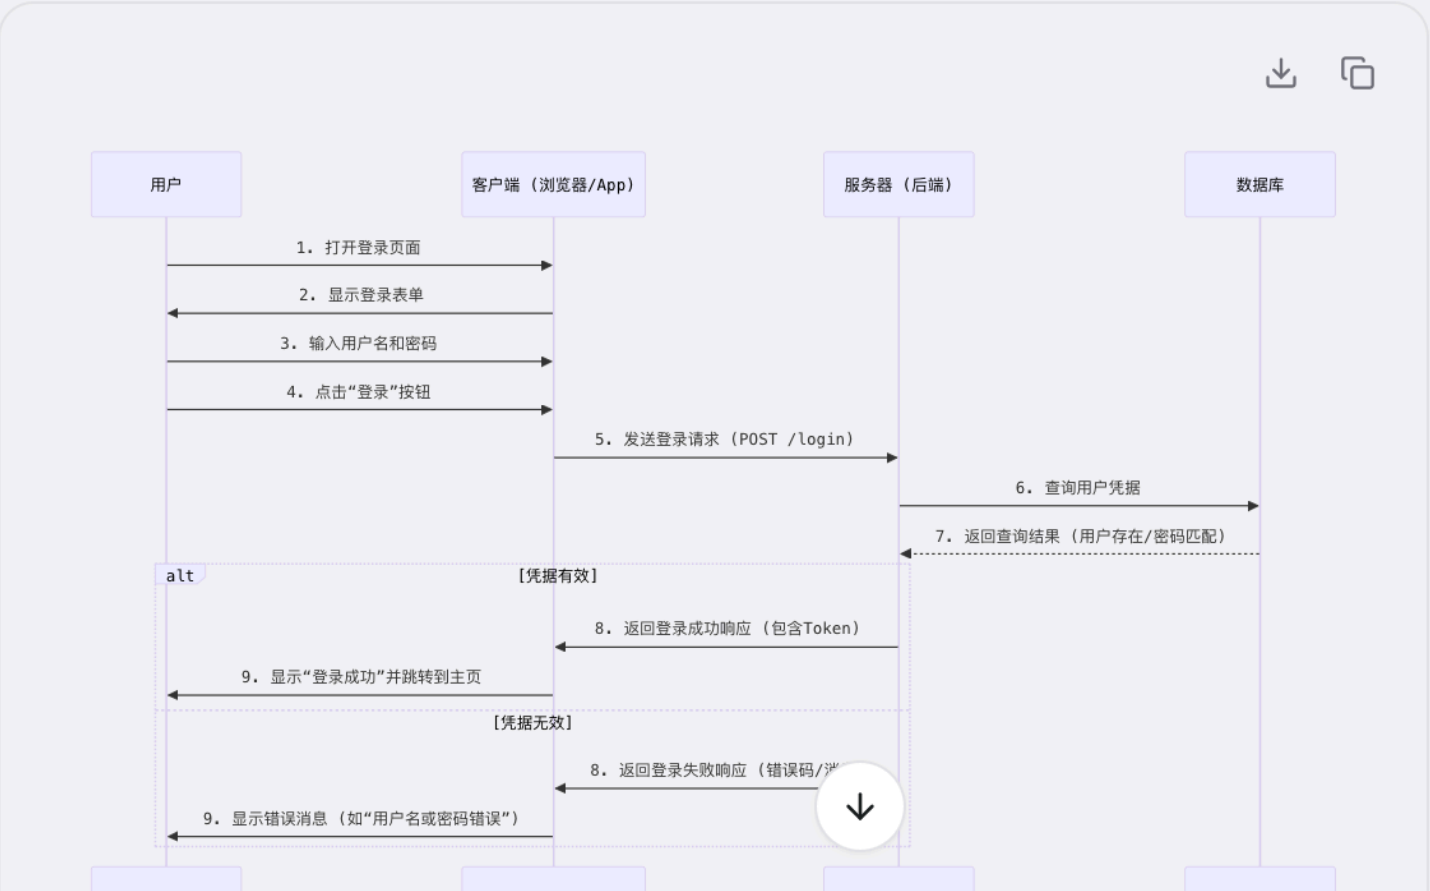 用户
客户端 (浏览器/App)
服务器 (后端)
数据库
1. 打开登录页面
2. 显示登录表单
3. 输入用户名和密码
4. 点击“登录”按钮
5. 发送登录请求 (POST /login)
6. 查询用户凭据
7. 返回查询结果 (用户存在/密码匹配)
alt
[凭据有效]
8. 返回登录成功响应 (包含Token)
9. 显示“登录成功”并跳转到主页
[凭据无效]
8. 返回登录失败响应 (错误码/
9. 显示错误消息 (如“用户名或密码错误”)